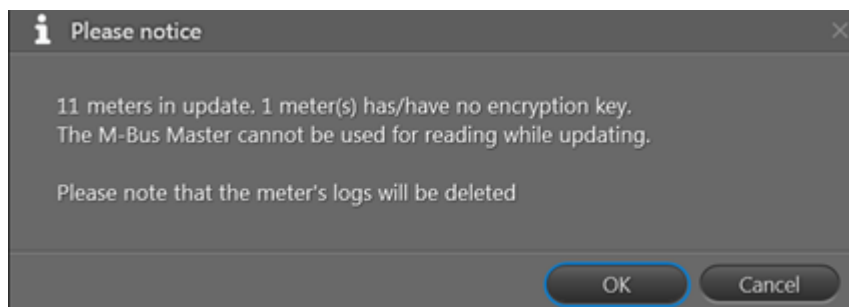 Please notice
11 meters in update. 1 meter(s) has/have no encryption key.
The M-Bus Master cannot be used for reading while updating.
Please note that the meter's logs will be deleted
OK Cancel